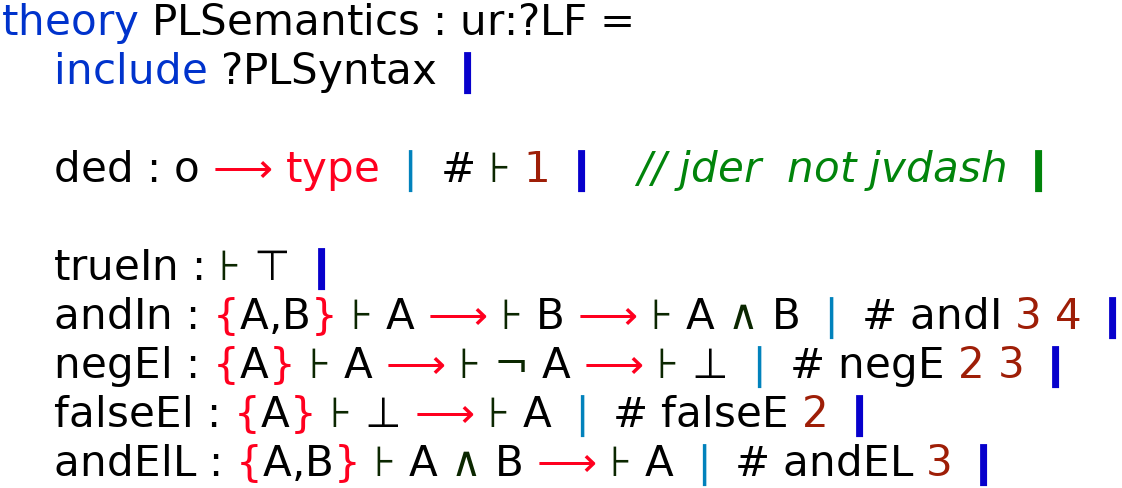 theory PLSemantics : ur:?LF =
include ?PLSyntax ❙
ded : o ⟶ type | # ⊦ 1 ❙ // jder not jvdash ❙
trueIn : ⊦ ⊤ ❙
andIn : {A,B} ⊦ A ⟶ ⊦ B ⟶ ⊦ A ∧ B | # andI 3 4 ❙
negEl : {A} ⊦ A ⟶ ⊦ ¬ A ⟶ ⊦ ⊥ | # negE 2 3 ❙
falseEl : {A} ⊦ ⊥ ⟶ ⊦ A | # falseE 2 ❙
andElL : {A,B} ⊦ A ∧ B ⟶ ⊦ A | # andEL 3 ❙